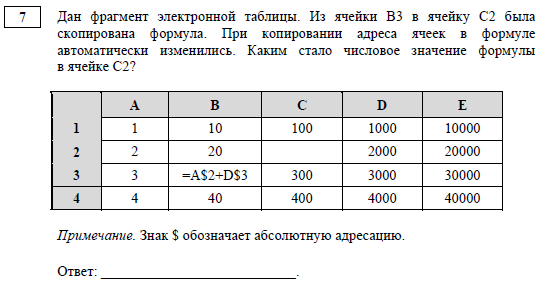 7
Дан фрагмент электронной таблицы. Из ячейки B3 в ячейку C2 была
скопирована формула. При копировании адреса ячеек в формуле
автоматически изменились. Каким стало числовое значение формулы
в ячейке C2?
A B C D E
1 1 10 100 1000 10000
2 2 20 2000 20000
3 3 =A$2+D$3 300 3000 30000
4 4 40 400 4000 40000
Примечание. Знак $ обозначает абсолютную адресацию.
Ответ: ___________________________.